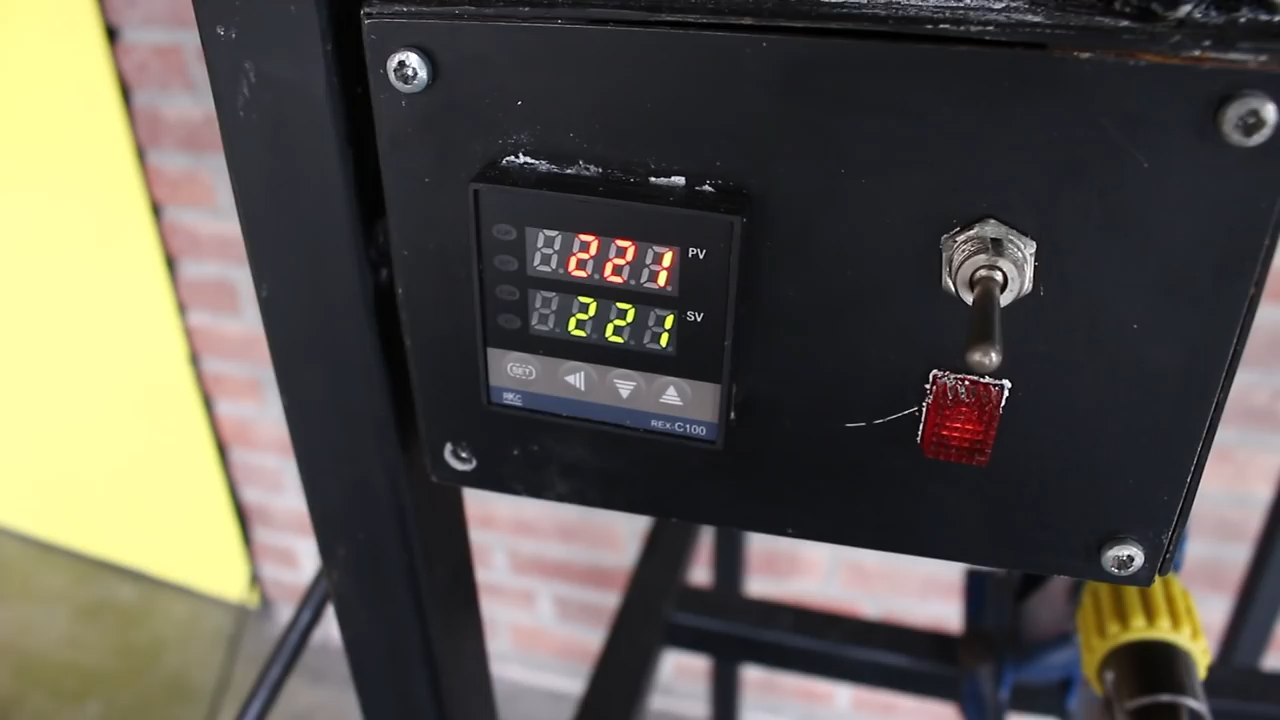 221 PV
221 SV
SET
RKC
REX-C100